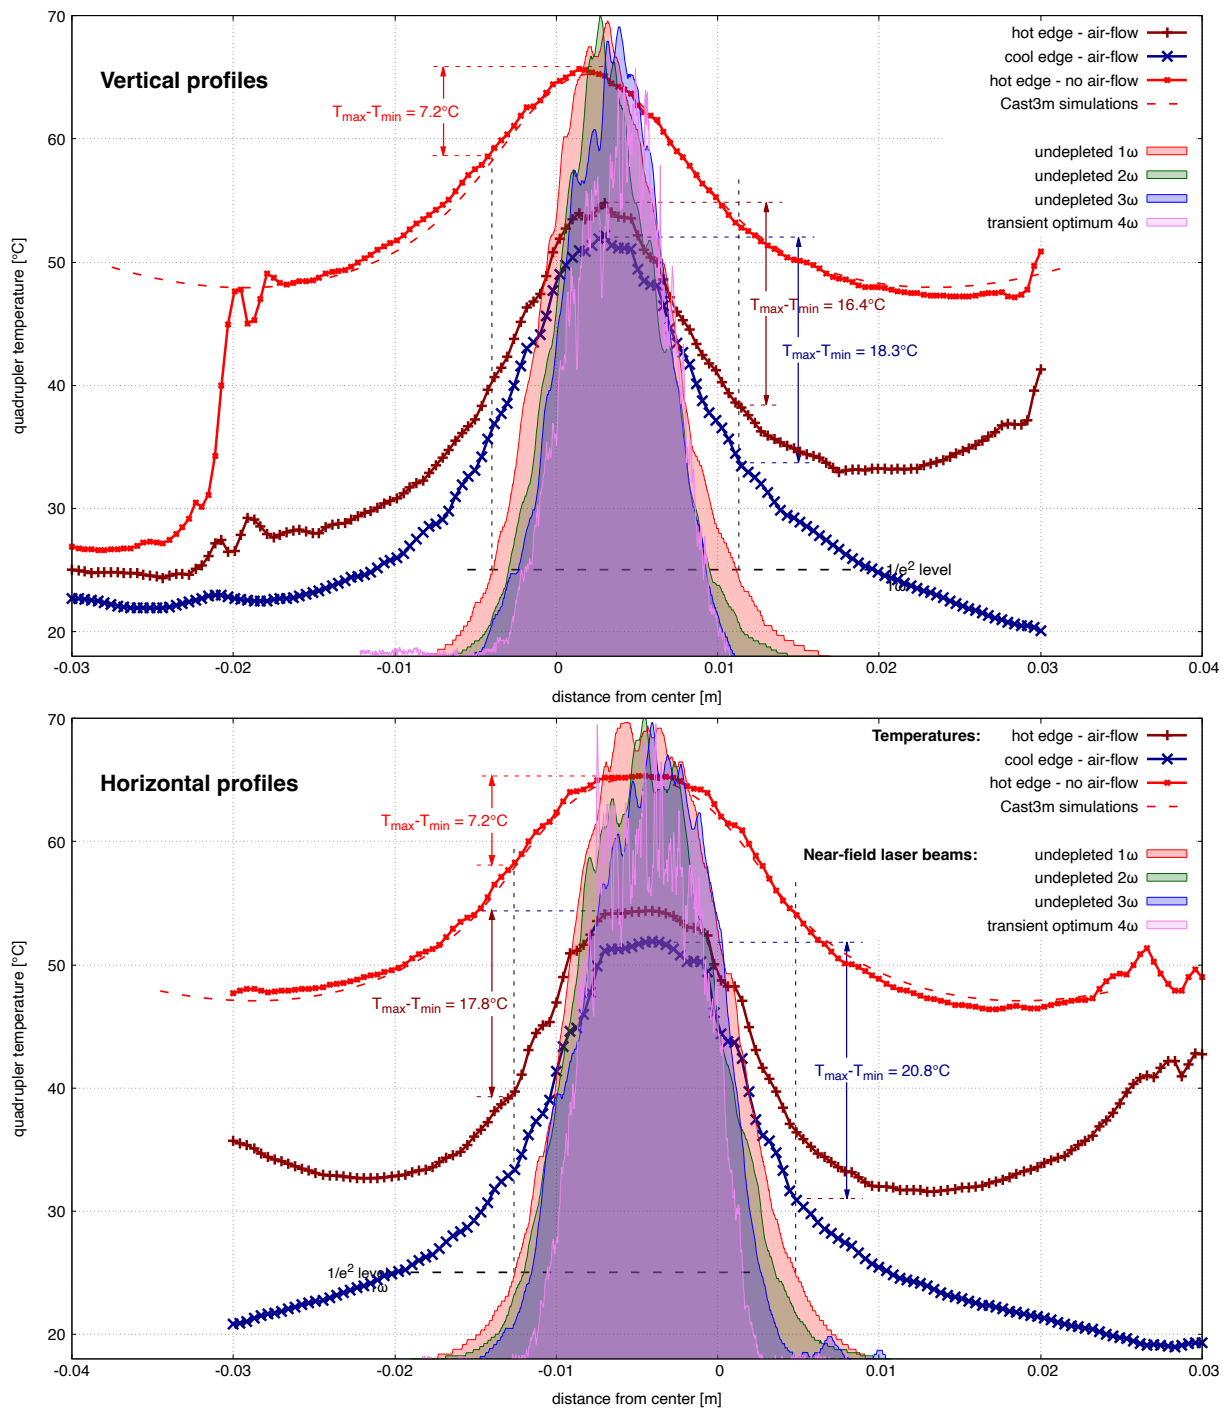 Vertical profiles
hot edge - air-flow
cool edge - air-flow
hot edge - no air-flow
Cast3m simulations
undepleted 1ω
undepleted 2ω
undepleted 3ω
transient optimum 4ω
Tmax-Tmin = 7.2°C
Tmax-Tmin = 16.4°C
Tmax-Tmin = 18.3°C
1/e2 level
1ω
quadrupler temperature [°C]
70
60
50
40
30
20
-0.03 -0.02 -0.01 0 0.01 0.02 0.03 0.04
distance from center [m]
Horizontal profiles
Temperatures: hot edge - air-flow
cool edge - air-flow
hot edge - no air-flow
Cast3m simulations
Near-field laser beams: undepleted 1ω
undepleted 2ω
undepleted 3ω
transient optimum 4ω
Tmax-Tmin = 7.2°C
Tmax-Tmin = 17.8°C
Tmax-Tmin = 20.8°C
1/e2 level
1ω
quadrupler temperature [°C]
70
60
50
40
30
20
-0.04 -0.03 -0.02 -0.01 0 0.01 0.02 0.03
distance from center [m]